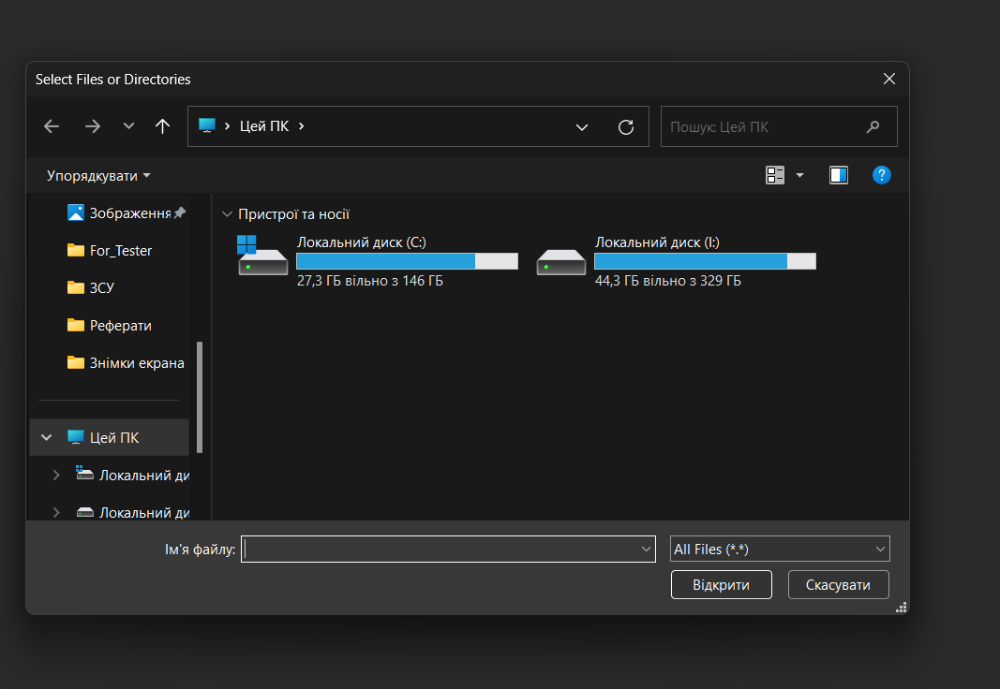 Select Files or Directories
Цей ПК
Пошук: Цей ПК
Упорядкувати
?
Зображення
For_Tester
ЗСУ
Реферати
Знімки екрана
Цей ПК
Локальний ди
Локальний ди
Пристрої та носії
Локальний диск (C:)
27,3 ГБ вільно з 146 ГБ
Локальний диск (I:)
44,3 ГБ вільно з 329 ГБ
Ім'я файлу:
All Files (*.*)
Відкрити
Скасувати